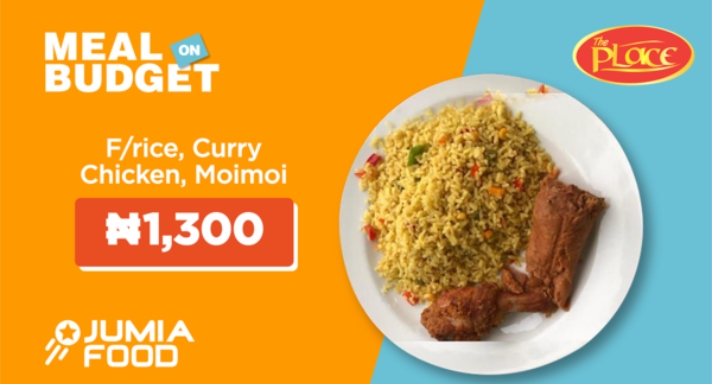 MEAL ON
BUDGET
The
PLACE
F/rice, Curry
Chicken, Moimoi
₦1,300
JUMIA
FOOD